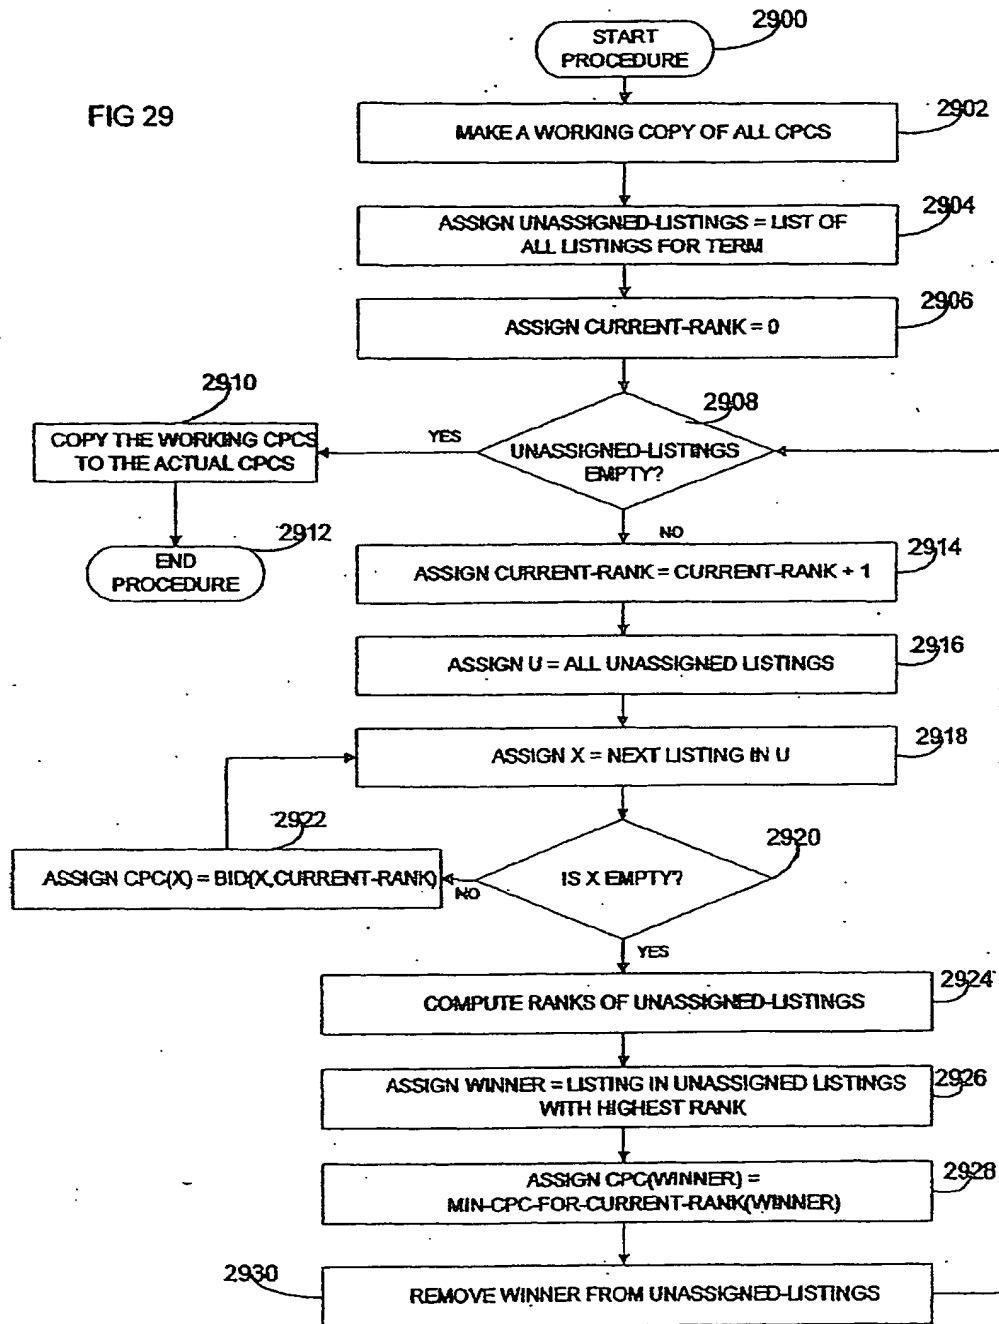 2900
START
PROCEDURE
FIG 29
2902
MAKE A WORKING COPY OF ALL CPCS
2904
ASSIGN UNASSIGNED-LISTINGS = LIST OF
ALL LISTINGS FOR TERM
2906
ASSIGN CURRENT-RANK = 0
2910
2908
COPY THE WORKING CPCS
TO THE ACTUAL CPCS
YES
UNASSIGNED-LISTINGS
EMPTY?
2912
END
PROCEDURE
NO
2914
ASSIGN CURRENT-RANK = CURRENT-RANK + 1
2916
ASSIGN U = ALL UNASSIGNED LISTINGS
2918
ASSIGN X = NEXT LISTING IN U
2922
2920
ASSIGN CPC(X) = BID(X,CURRENT-RANK)
NO
IS X EMPTY?
YES
2924
COMPUTE RANKS OF UNASSIGNED-LISTINGS
2926
ASSIGN WINNER = LISTING IN UNASSIGNED LISTINGS
WITH HIGHEST RANK
2928
ASSIGN CPC(WINNER) =
MIN-CPC-FOR-CURRENT-RANK(WINNER)
2930
REMOVE WINNER FROM UNASSIGNED-LISTINGS